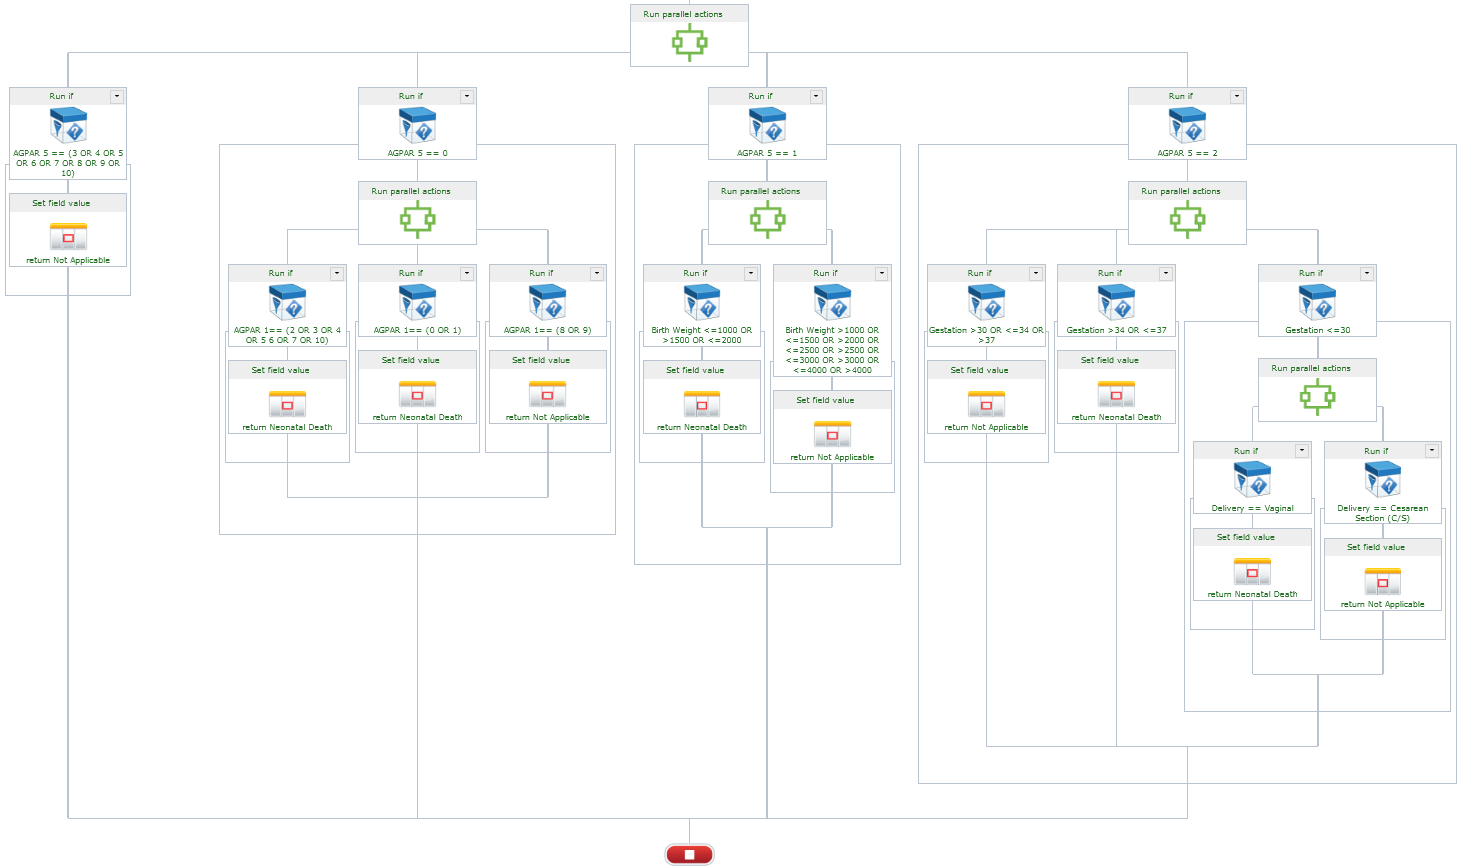 Run parallel actions
Run if
AGPAR 5 == (3 OR 4 OR 5
OR 6 OR 7 OR 8 OR 9 OR
10)
Set field value
return Not Applicable
Run if
AGPAR 5 == 0
Run parallel actions
Run if
AGPAR 1== (2 OR 3 OR 4
OR 5 6 OR 7 OR 10)
Set field value
return Neonatal Death
Run if
AGPAR 1== (0 OR 1)
Set field value
return Neonatal Death
Run if
AGPAR 1== (8 OR 9)
Set field value
return Not Applicable
Run if
AGPAR 5 == 1
Run parallel actions
Run if
Birth Weight <=1000 OR
>1500 OR <=2000
Set field value
return Neonatal Death
Run if
Birth Weight >1000 OR
<=1500 OR >2000 OR
<=2500 OR >2500 OR
<=3000 OR >3000 OR
<=4000 OR >4000
Set field value
return Not Applicable
Run if
AGPAR 5 == 2
Run parallel actions
Run if
Gestation >30 OR <=34 OR
>37
Set field value
return Not Applicable
Run if
Gestation >34 OR <=37
Set field value
return Neonatal Death
Run if
Gestation <=30
Run parallel actions
Run if
Delivery == Vaginal
Set field value
return Neonatal Death
Run if
Delivery == Cesarean
Section (C/S)
Set field value
return Not Applicable